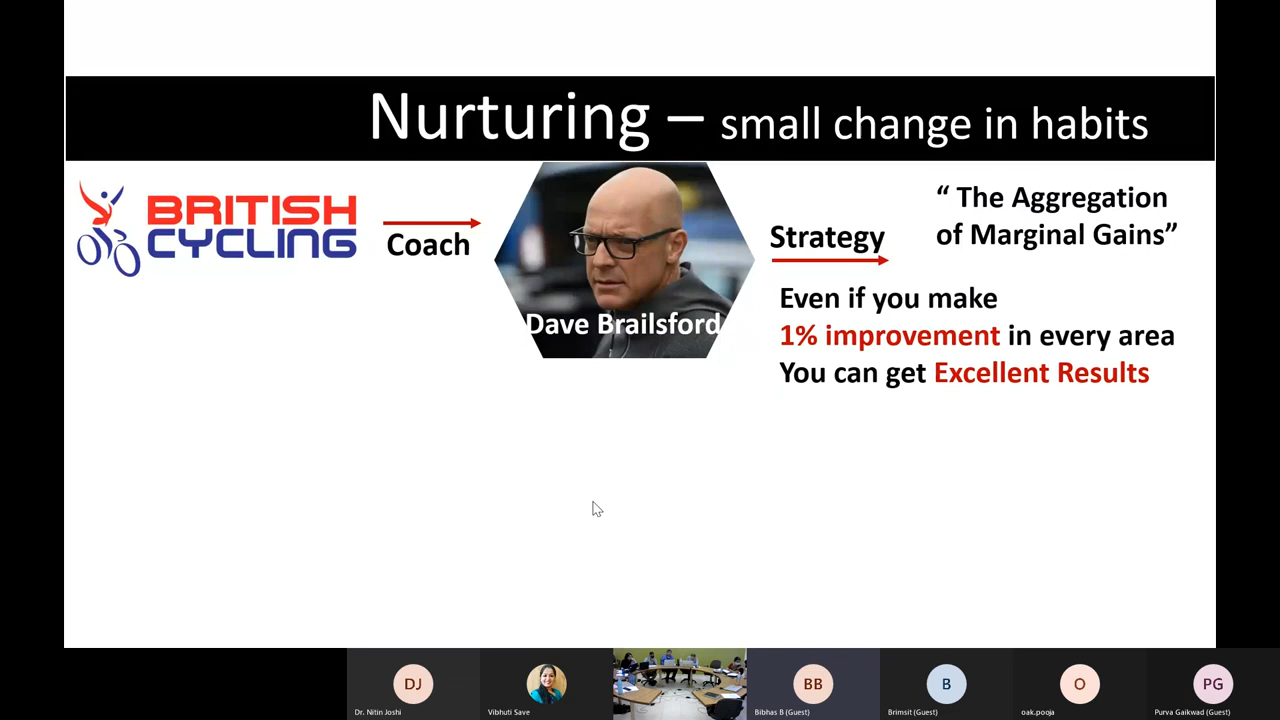 Nurturing – small change in habits
BRITISH
CYCLING
Coach
Dave Brailsford
Strategy
“ The Aggregation
of Marginal Gains”
Even if you make
1% improvement in every area
You can get Excellent Results
DJ
Dr. Nitin Joshi
Vibhuti Save
BB
Bibhas B (Guest)
B
Brimsit (Guest)
O
oak.pooja
PG
Purva Gaikwad (Guest)